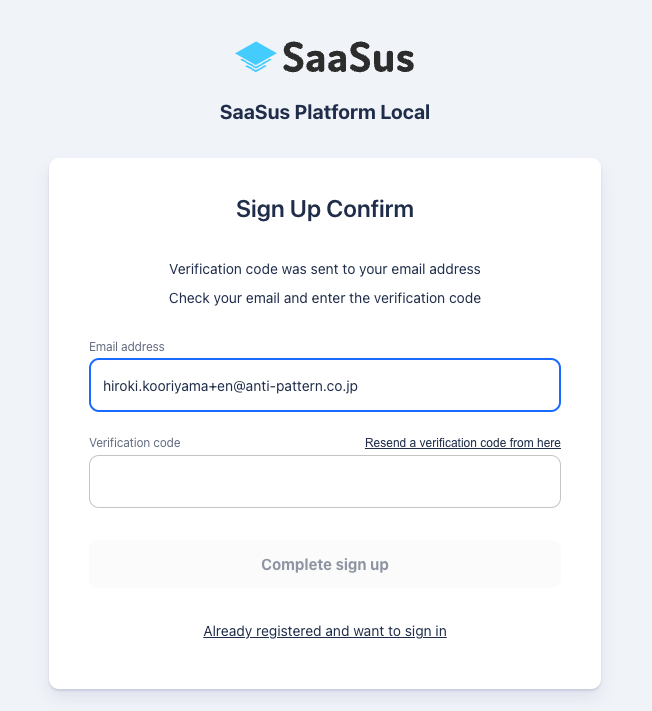 SaaSus
SaaSus Platform Local
Sign Up Confirm
Verification code was sent to your email address
Check your email and enter the verification code
Email address
hiroki.kooriyama+en@anti-pattern.co.jp
Verification code
Resend a verification code from here
Complete sign up
Already registered and want to sign in